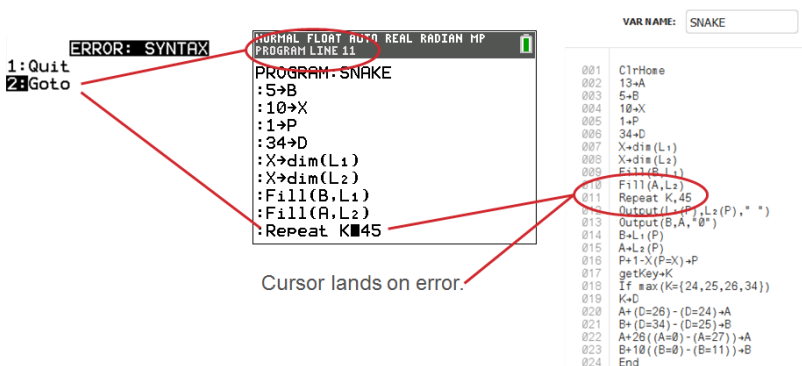 ERROR: SYNTAX
1:Quit
2:Goto
NORMAL FLOAT AUTO REAL RADIAN MP
PROGRAM LINE 11
PROGRAM:SNAKE
:5→B
:10→X
:1→P
:34→D
:X→dim(L₁)
:X→dim(L₂)
:Fill(B,L₁)
:Fill(A,L₂)
:Repeat K█45
Cursor lands on error.
VAR NAME: SNAKE
001 ClrHome
002 13→A
003 5→B
004 10→X
005 1→P
006 34→D
007 X→dim(L₁)
008 X→dim(L₂)
009 Fill(B,L₁)
010 Fill(A,L₂)
011 Repeat K,45
012 Output(L₁(P),L₂(P)," ")
013 Output(B,A,"0")
014 B→L₁(P)
015 A→L₂(P)
016 P+1-X(P=X)→P
017 getKey→K
018 If max(K={24,25,26,34})
019 K→D
020 A+(D=26)-(D=24)→A
021 B+(D=34)-(D=25)→B
022 A+26((A=0)-(A=27))→A
023 B+10((B=0)-(B=11))→B
024 End